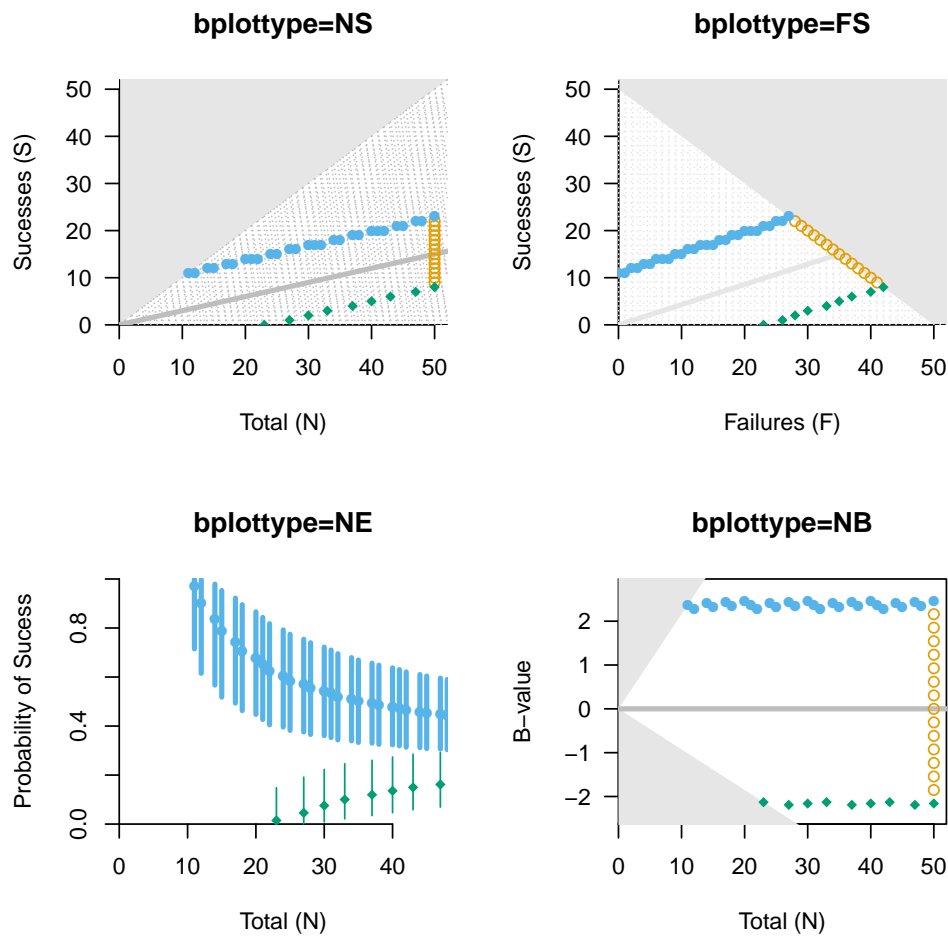 bplottype=NS
Sucesses (S)
50
40
30
20
10
0
0 10 20 30 40 50
Total (N)
bplottype=FS
Sucesses (S)
50
40
30
20
10
0
0 10 20 30 40 50
Failures (F)
bplottype=NE
Probability of Sucess
0.8
0.4
0.0
0 10 20 30 40
Total (N)
bplottype=NB
B−value
2
1
0
−1
−2
0 10 20 30 40 50
Total (N)